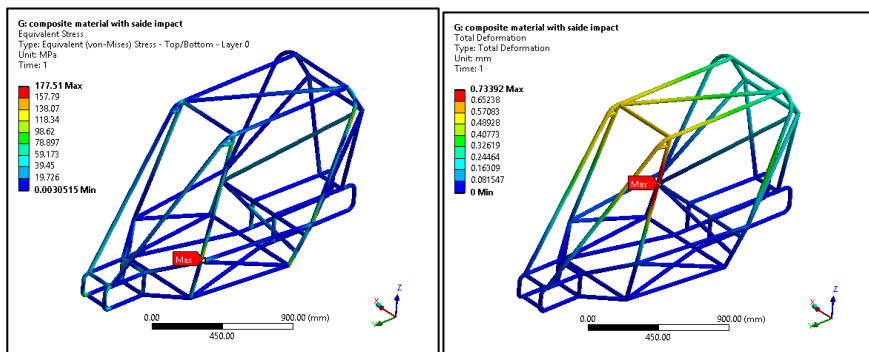 G: composite material with saide impact
Equivalent Stress
Type: Equivalent (von-Mises) Stress - Top/Bottom - Layer 0
Unit: MPa
Time: 1
177.51 Max
157.79
138.07
118.34
98.62
78.897
59.173
39.45
19.726
0.0030515 Min
Max
0.00
900.00 (mm)
450.00
X
Y
Z
G: composite material with saide impact
Total Deformation
Type: Total Deformation
Unit: mm
Time: 1
0.73392 Max
0.65238
0.57083
0.48928
0.40773
0.32619
0.24464
0.16309
0.081547
0 Min
Max
0.00
900.00 (mm)
450.00
X
Y
Z